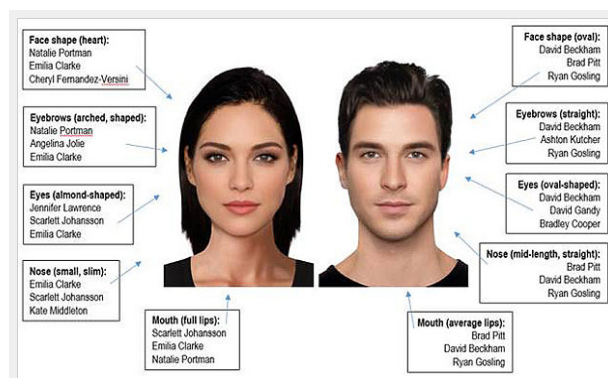 Face shape (heart):
Natalie Portman
Emilia Clarke
Cheryl Fernandez-Versini
Eyebrows (arched, shaped):
Natalie Portman
Angelina Jolie
Emilia Clarke
Eyes (almond-shaped):
Jennifer Lawrence
Scarlett Johansson
Emilia Clarke
Nose (small, slim):
Emilia Clarke
Scarlett Johansson
Kate Middleton
Mouth (full lips):
Scarlett Johansson
Emilia Clarke
Natalie Portman
Face shape (oval):
David Beckham
Brad Pitt
Ryan Gosling
Eyebrows (straight):
David Beckham
Ashton Kutcher
Ryan Gosling
Eyes (oval-shaped):
David Beckham
David Gandy
Bradley Cooper
Nose (mid-length, straight):
Brad Pitt
David Beckham
Ryan Gosling
Mouth (average lips):
Brad Pitt
David Beckham
Ryan Gosling